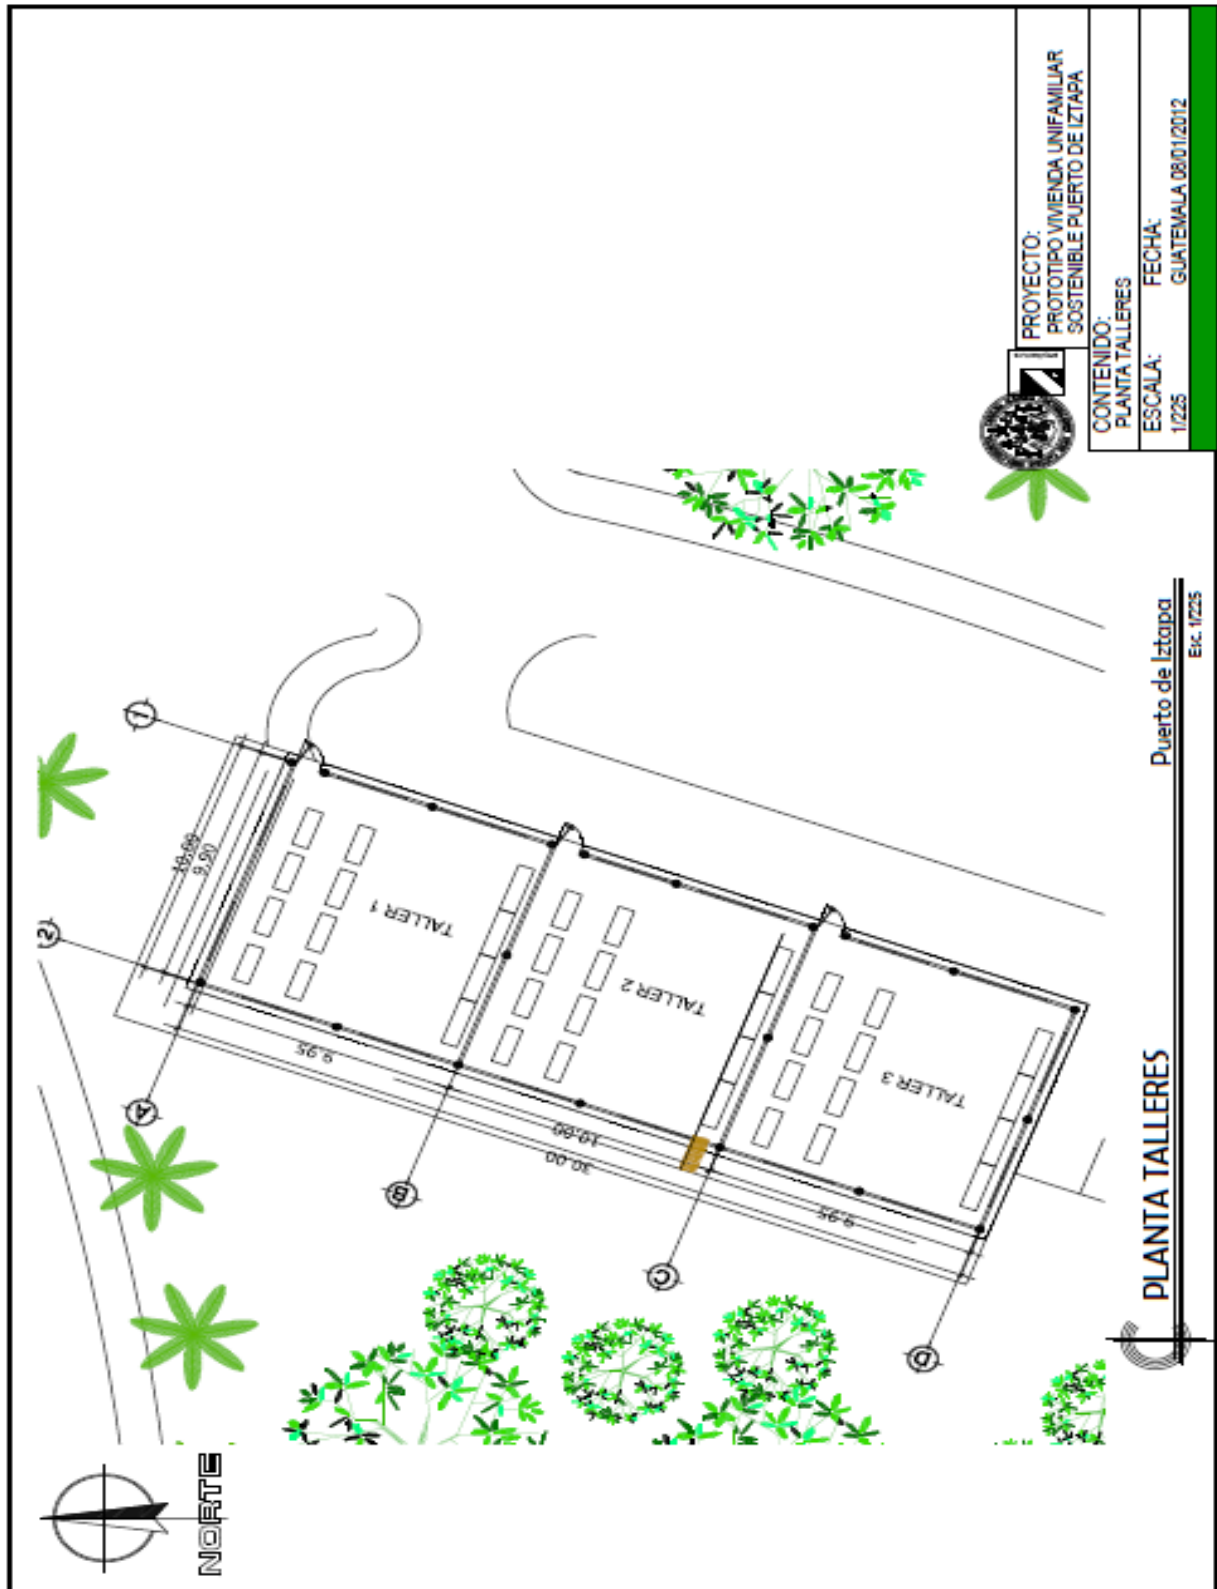 PROYECTO:
PROTOTIPO VIVIENDA UNIFAMILIAR
SOSTENIBLE PUERTO DE IZTAPA
CONTENIDO:
PLANTA TALLERES
ESCALA:
1/225
FECHA:
GUATEMALA 08/01/2012
1
2
10.00
9.90
A
B
C
D
9.95
10.00
30.00
9.95
TALLER 1
TALLER 2
TALLER 3
PLANTA TALLERES
Puerto de Iztapa
Esc. 1/225
NORTE